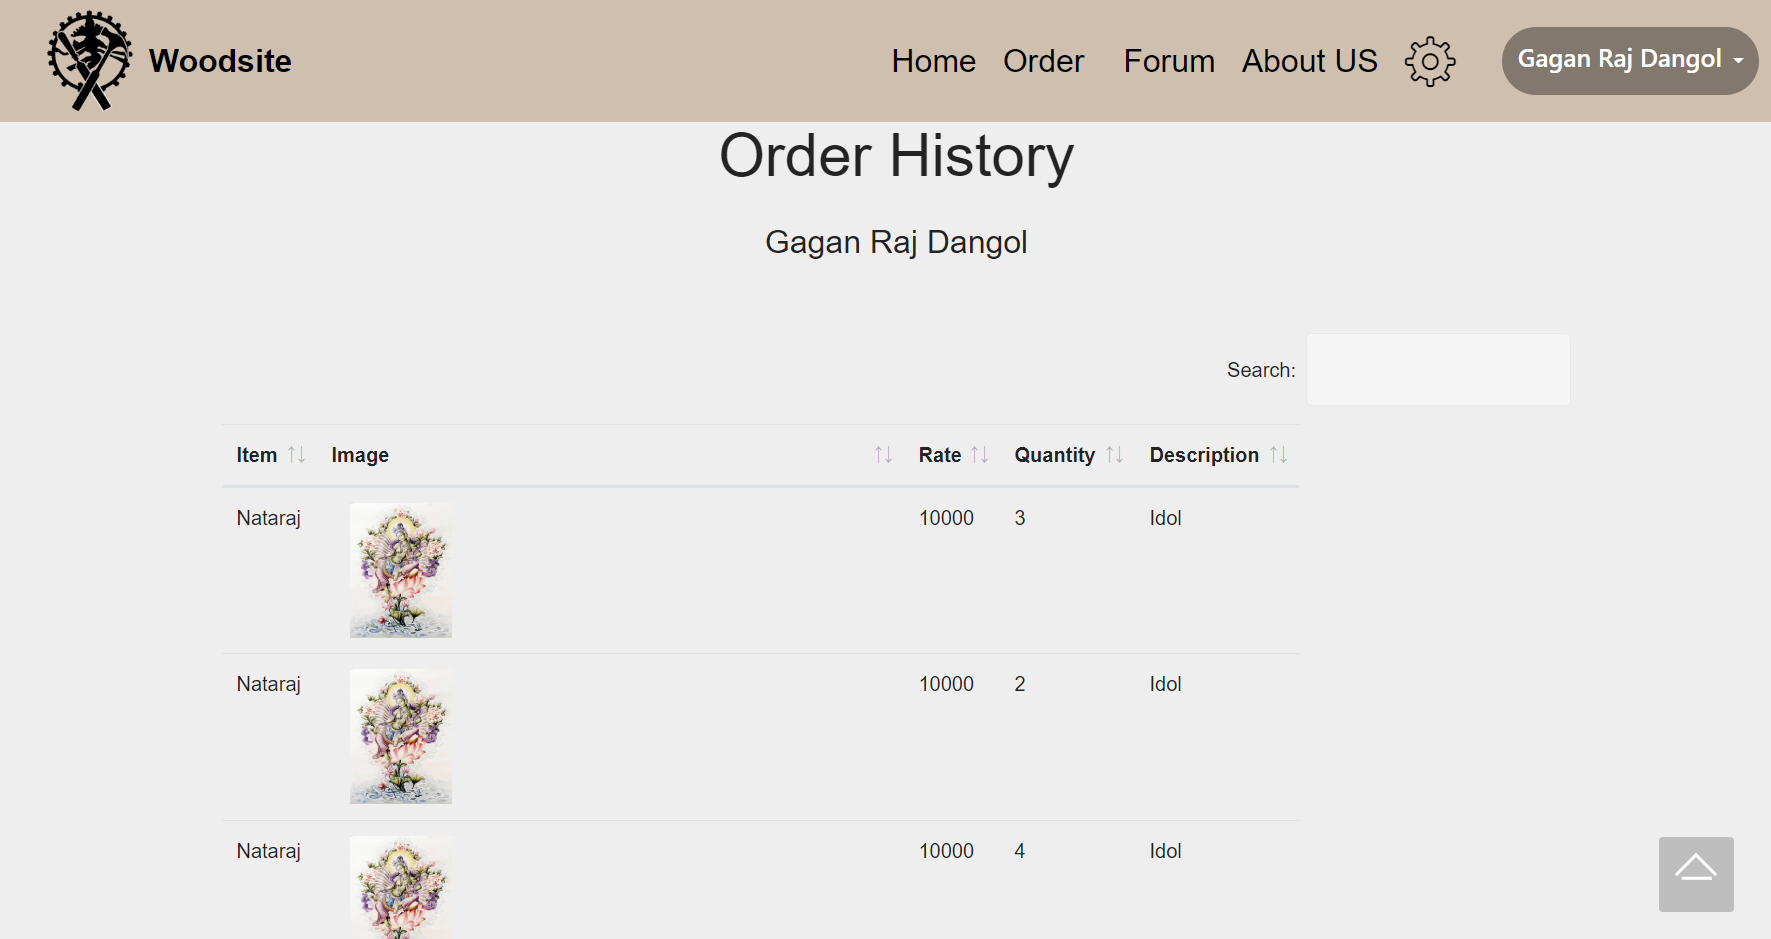 Woodsite
Home Order Forum About US
Gagan Raj Dangol
Order History
Gagan Raj Dangol
Search:
Item Image Rate Quantity Description
Nataraj 10000 3 Idol
Nataraj 10000 2 Idol
Nataraj 10000 4 Idol